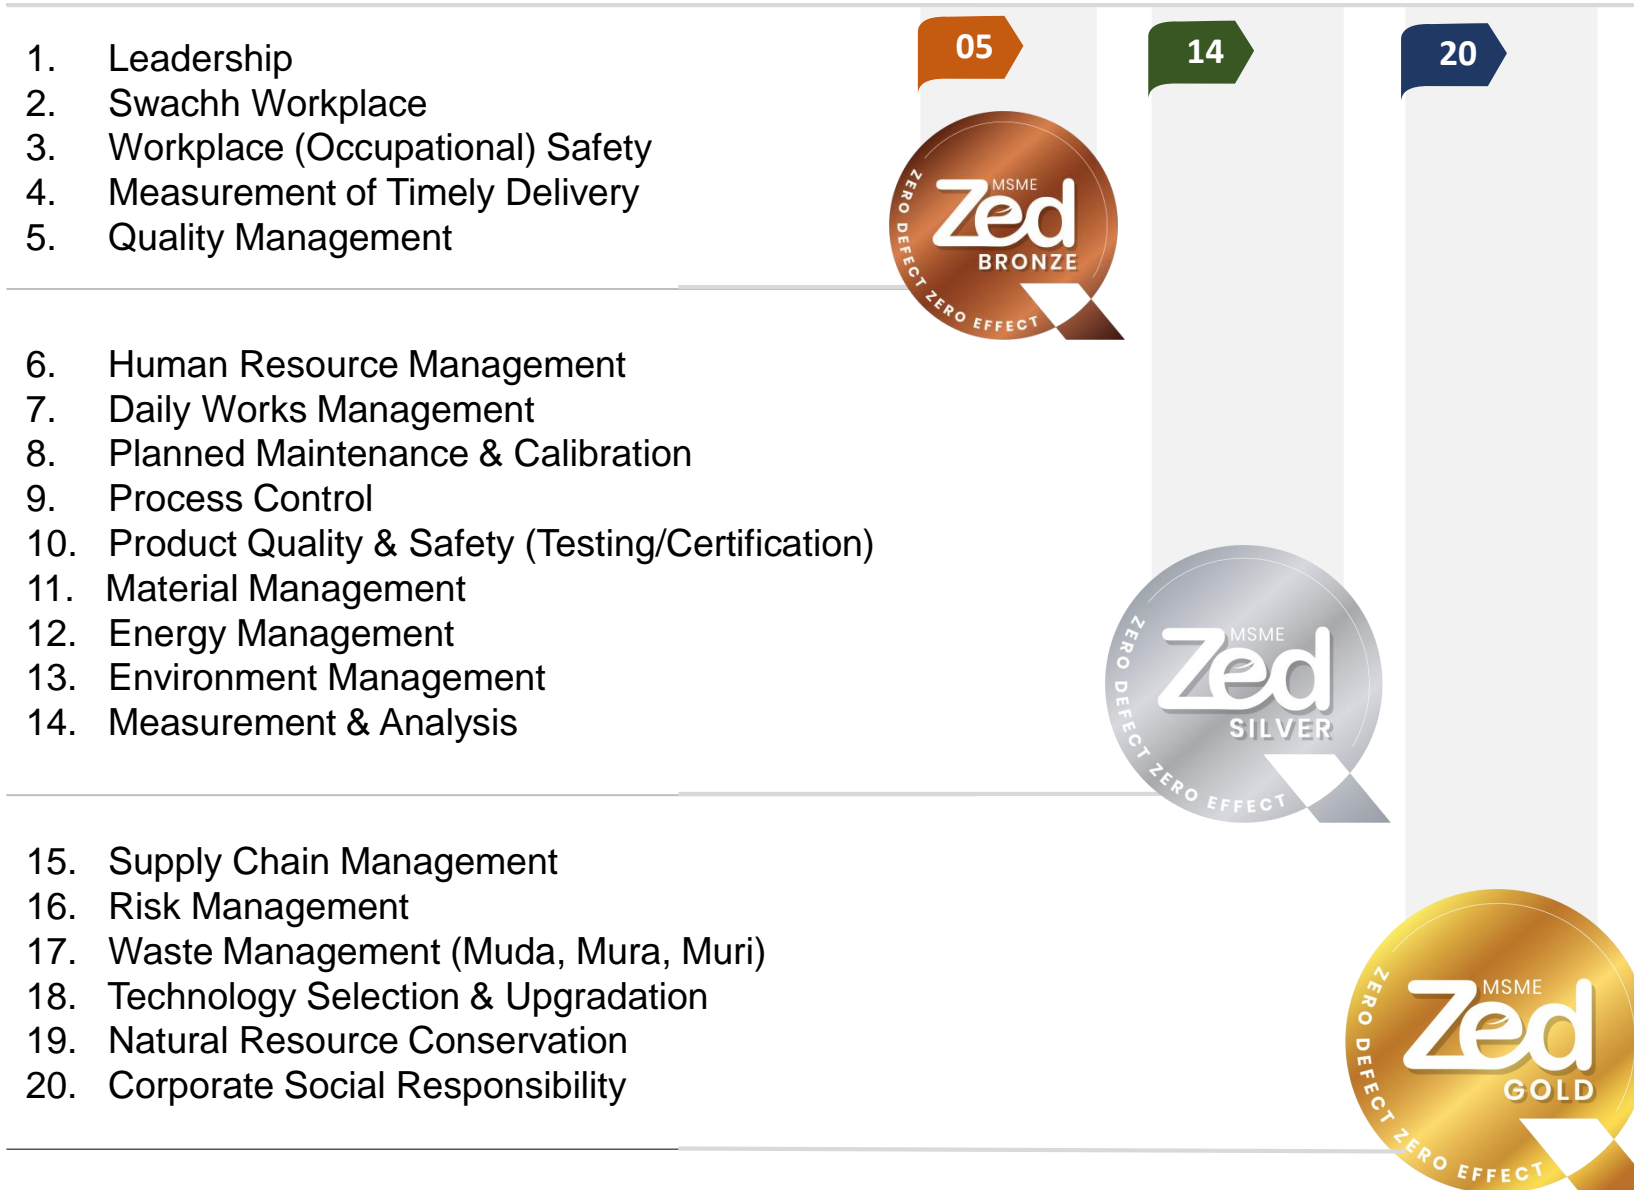 05
14
20
1. Leadership
2. Swachh Workplace
3. Workplace (Occupational) Safety
4. Measurement of Timely Delivery
5. Quality Management
MSME
Zed
BRONZE
ZERO DEFECT ZERO EFFECT
6. Human Resource Management
7. Daily Works Management
8. Planned Maintenance & Calibration
9. Process Control
10. Product Quality & Safety (Testing/Certification)
11. Material Management
12. Energy Management
13. Environment Management
14. Measurement & Analysis
MSME
Zed
SILVER
ZERO DEFECT ZERO EFFECT
15. Supply Chain Management
16. Risk Management
17. Waste Management (Muda, Mura, Muri)
18. Technology Selection & Upgradation
19. Natural Resource Conservation
20. Corporate Social Responsibility
MSME
Zed
GOLD
ZERO DEFECT ZERO EFFECT